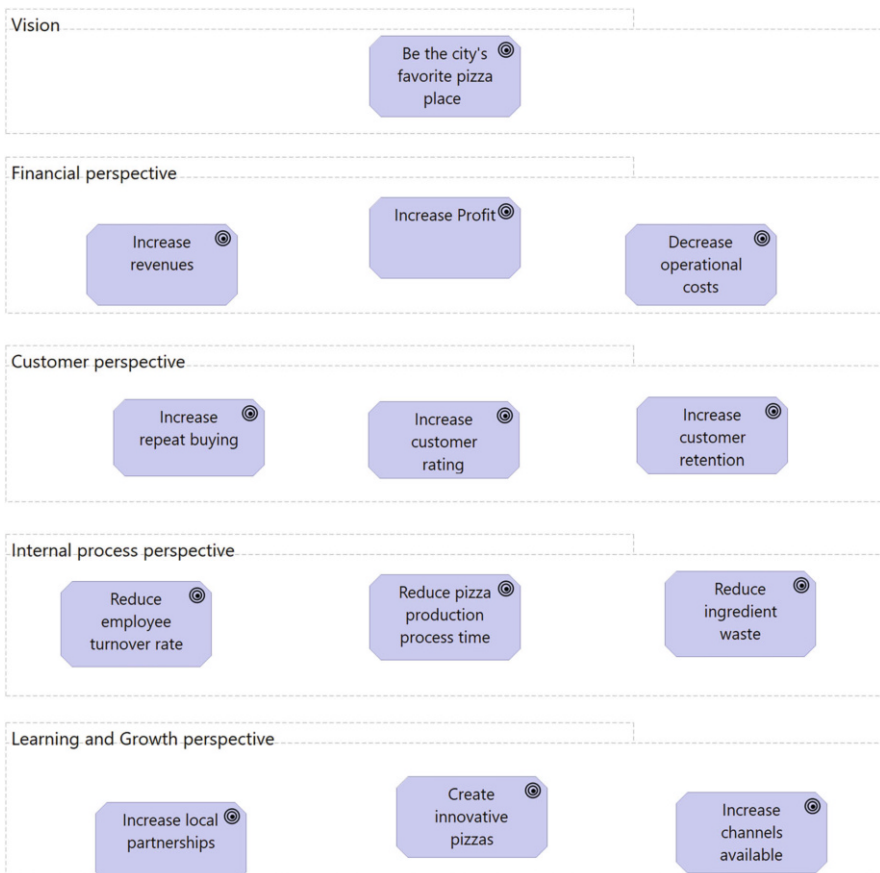 Vision
Be the city's
favorite pizza
place
Financial perspective
Increase
revenues
Increase Profit
Decrease
operational
costs
Customer perspective
Increase
repeat buying
Increase
customer
rating
Increase
customer
retention
Internal process perspective
Reduce
employee
turnover rate
Reduce pizza
production
process time
Reduce
ingredient
waste
Learning and Growth perspective
Increase local
partnerships
Create
innovative
pizzas
Increase
channels
available